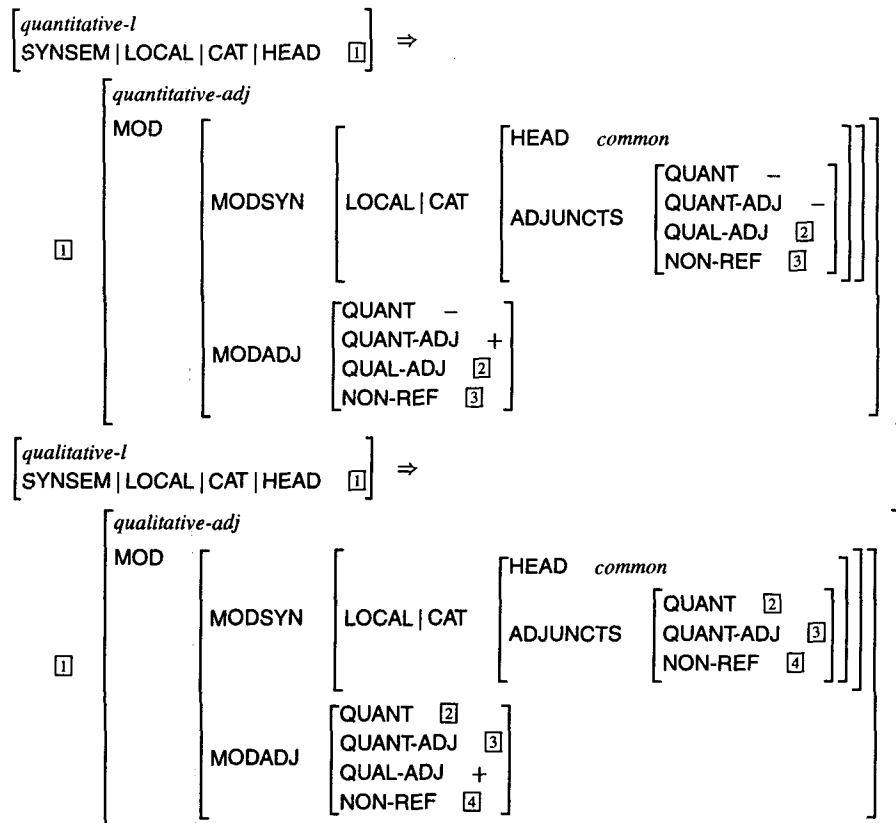 quantitative-l
SYNSEM | LOCAL | CAT | HEAD 1 ⇒
quantitative-adj
MOD
HEAD common
QUANT −
MODSYN LOCAL | CAT QUANT-ADJ −
ADJUNCTS
QUAL-ADJ 2
1 NON-REF 3
QUANT −
QUANT-ADJ +
MODADJ
QUAL-ADJ 2
NON-REF 3
qualitative-l
SYNSEM | LOCAL | CAT | HEAD 1 ⇒
qualitative-adj
MOD
HEAD common
QUANT 2
MODSYN LOCAL | CAT ADJUNCTS QUANT-ADJ 3
NON-REF 4
1
QUANT 2
QUANT-ADJ 3
MODADJ
QUAL-ADJ +
NON-REF 4